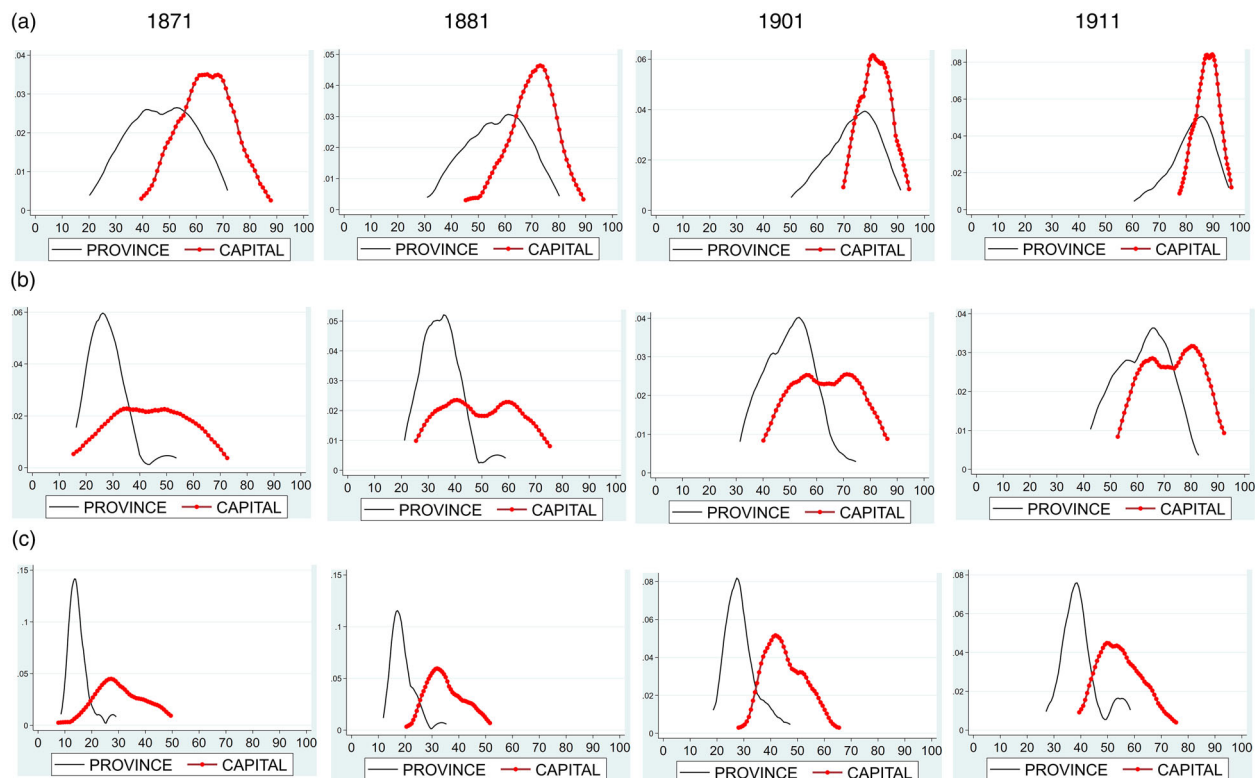 (a) 1871 1881 1901 1911
.04 .05 .06 .08
.03 .04 .06
.03 .04
.02 .04
.02
.01 .02 .02
.01
0 0 0 0
0 10 20 30 40 50 60 70 80 90 100 0 10 20 30 40 50 60 70 80 90 100 0 10 20 30 40 50 60 70 80 90 100 0 10 20 30 40 50 60 70 80 90 100
PROVINCE CAPITAL PROVINCE CAPITAL PROVINCE CAPITAL PROVINCE CAPITAL
(b)
.06 .05 .04 .04
.04 .04 .03 .03
.03
.02 .02 .02 .02
.01 .01 .01
0 0 0 0
0 10 20 30 40 50 60 70 80 90 100 0 10 20 30 40 50 60 70 80 90 100 0 10 20 30 40 50 60 70 80 90 100 0 10 20 30 40 50 60 70 80 90 100
PROVINCE CAPITAL PROVINCE CAPITAL PROVINCE CAPITAL PROVINCE CAPITAL
(c)
.15 .15 .08 .08
.06 .06
.1 .1
.04 .04
.05 .05
.02 .02
0 0 0 0
0 10 20 30 40 50 60 70 80 90 100 0 10 20 30 40 50 60 70 80 90 100 0 10 20 30 40 50 60 70 80 90 100 0 10 20 30 40 50 60 70 80 90 100
PROVINCE CAPITAL PROVINCE CAPITAL PROVINCE CAPITAL PROVINCE CAPITAL